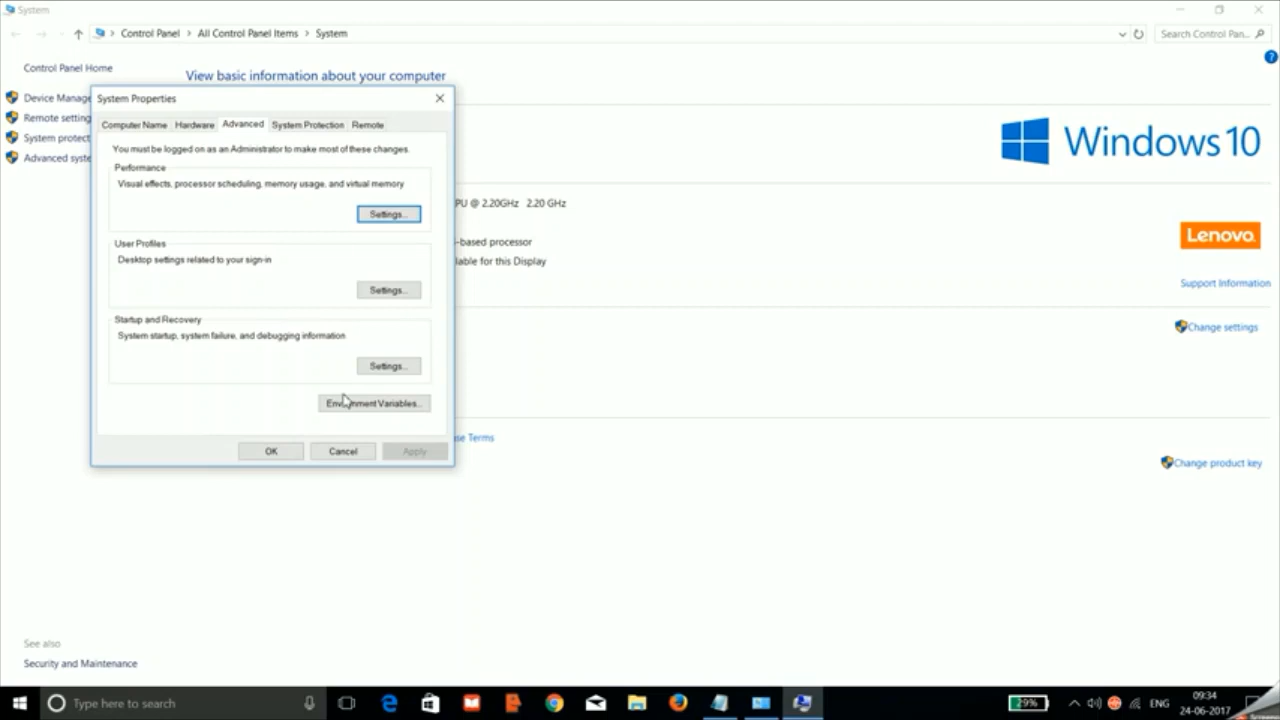 System
Control Panel > All Control Panel Items > System
Search Control Pan...
Control Panel Home
View basic information about your computer
Device Manage
Remote setting
System protect
Advanced syste
System Properties
Computer Name Hardware Advanced System Protection Remote
You must be logged on as an Administrator to make most of these changes.
Performance
Visual effects, processor scheduling, memory usage, and virtual memory
Settings...
User Profiles
Desktop settings related to your sign-in
Settings...
Startup and Recovery
System startup, system failure, and debugging information
Settings...
Environment Variables...
OK Cancel Apply
Windows 10
PU @ 2.20GHz 2.20 GHz
-based processor
lable for this Display
Lenovo
Support Information
Change settings
se Terms
Change product key
See also
Security and Maintenance
Type here to search
29%
ENG
09:34
24-06-2017